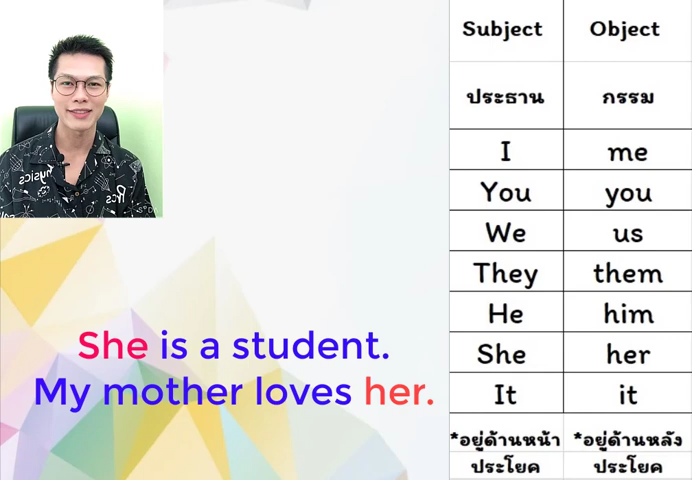 Subject Object
ประธาน กรรม
I me
You you
We us
They them
He him
She her
It it
*อยู่ด้านหน้า *อยู่ด้านหลัง
ประโยค ประโยค
She is a student.
My mother loves her.